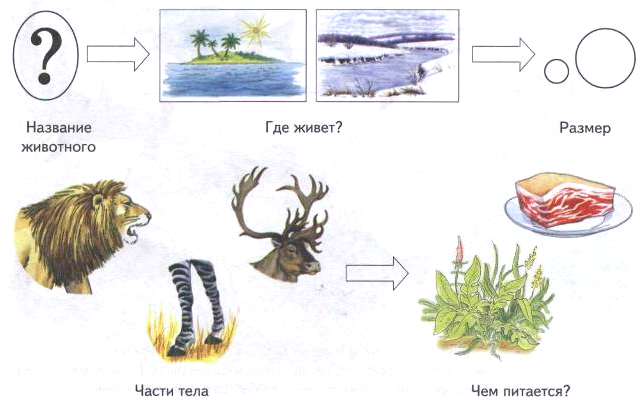 ?
Название
животного
Где живет?
Размер
Части тела
Чем питается?